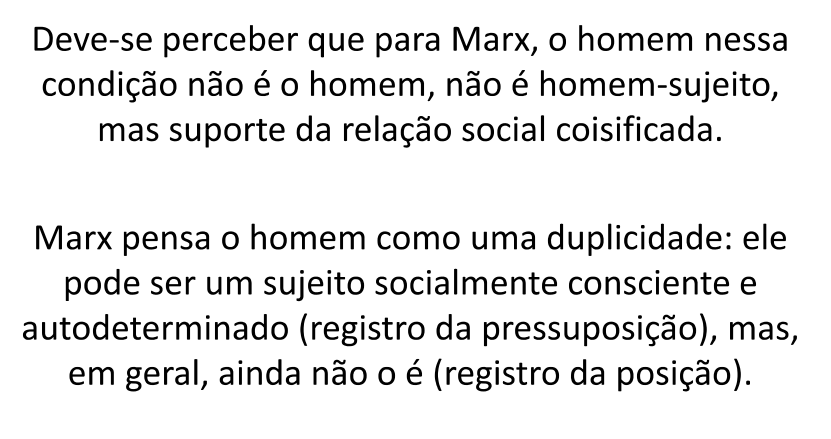 Deve-se perceber que para Marx, o homem nessa
condição não é o homem, não é homem-sujeito,
mas suporte da relação social coisificada.
Marx pensa o homem como uma duplicidade: ele
pode ser um sujeito socialmente consciente e
autodeterminado (registro da pressuposição), mas,
em geral, ainda não o é (registro da posição).